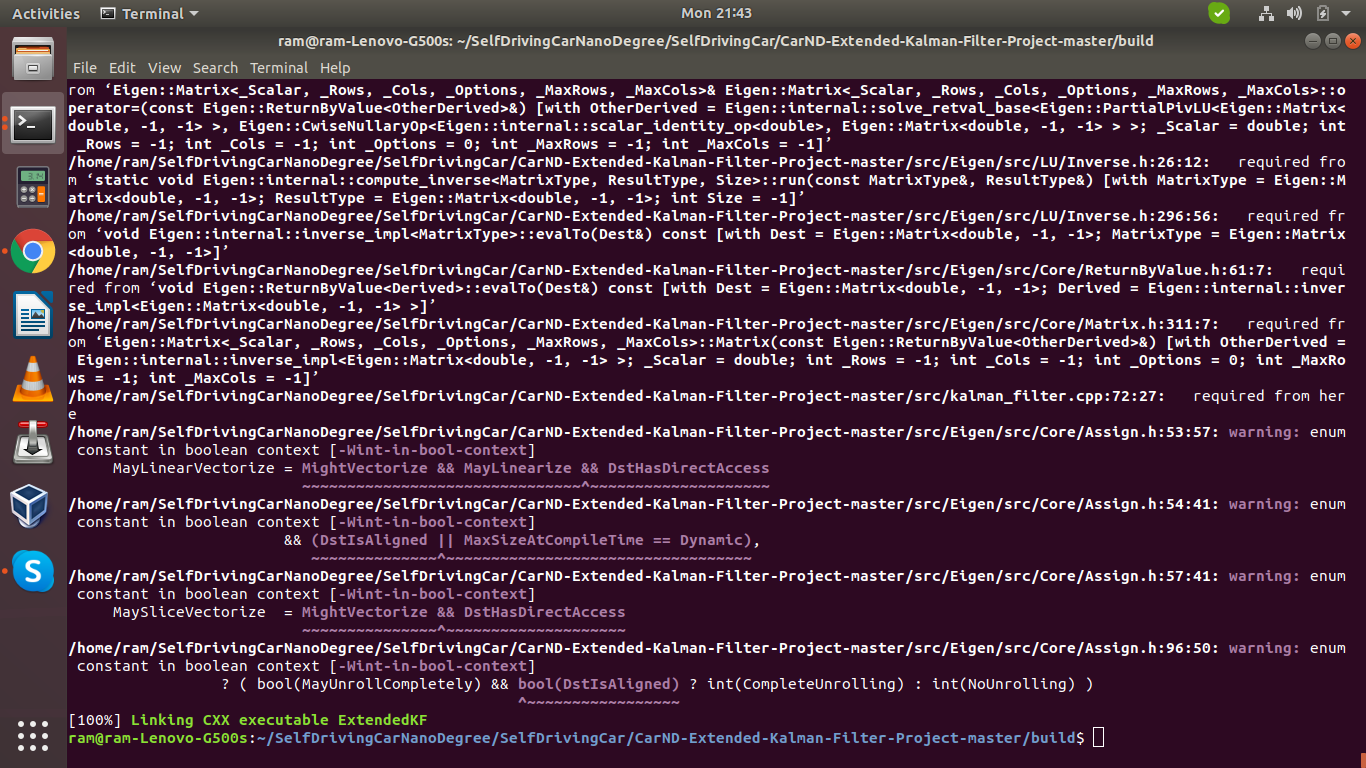 Activities
Terminal
Mon 21:43
ram@ram-Lenovo-G500s: ~/SelfDrivingCarNanoDegree/SelfDrivingCar/CarND-Extended-Kalman-Filter-Project-master/build
File Edit View Search Terminal Help
rom ‘Eigen::Matrix<_Scalar, _Rows, _Cols, _Options, _MaxRows, _MaxCols>& Eigen::Matrix<_Scalar, _Rows, _Cols, _Options, _MaxRows, _MaxCols>::o
perator=(const Eigen::ReturnByValue<OtherDerived>&) [with OtherDerived = Eigen::internal::solve_retval_base<Eigen::PartialPivLU<Eigen::Matrix<
double, -1, -1> >, Eigen::CwiseNullaryOp<Eigen::internal::scalar_identity_op<double>, Eigen::Matrix<double, -1, -1> > >; _Scalar = double; int
 _Rows = -1; int _Cols = -1; int _Options = 0; int _MaxRows = -1; int _MaxCols = -1]’
/home/ram/SelfDrivingCarNanoDegree/SelfDrivingCar/CarND-Extended-Kalman-Filter-Project-master/src/Eigen/src/LU/Inverse.h:26:12:   required fro
m ‘static void Eigen::internal::compute_inverse<MatrixType, ResultType, Size>::run(const MatrixType&, ResultType&) [with MatrixType = Eigen::M
atrix<double, -1, -1>; ResultType = Eigen::Matrix<double, -1, -1>; int Size = -1]’
/home/ram/SelfDrivingCarNanoDegree/SelfDrivingCar/CarND-Extended-Kalman-Filter-Project-master/src/Eigen/src/LU/Inverse.h:296:56:   required fr
om ‘void Eigen::internal::inverse_impl<MatrixType>::evalTo(Dest&) const [with Dest = Eigen::Matrix<double, -1, -1>; MatrixType = Eigen::Matrix
<double, -1, -1>]’
/home/ram/SelfDrivingCarNanoDegree/SelfDrivingCar/CarND-Extended-Kalman-Filter-Project-master/src/Eigen/src/Core/ReturnByValue.h:61:7:   requi
red from ‘void Eigen::ReturnByValue<Derived>::evalTo(Dest&) const [with Dest = Eigen::Matrix<double, -1, -1>; Derived = Eigen::internal::inver
se_impl<Eigen::Matrix<double, -1, -1> >]’
/home/ram/SelfDrivingCarNanoDegree/SelfDrivingCar/CarND-Extended-Kalman-Filter-Project-master/src/Eigen/src/Core/Matrix.h:311:7:   required fr
om ‘Eigen::Matrix<_Scalar, _Rows, _Cols, _Options, _MaxRows, _MaxCols>::Matrix(const Eigen::ReturnByValue<OtherDerived>&) [with OtherDerived =
 Eigen::internal::inverse_impl<Eigen::Matrix<double, -1, -1> >; _Scalar = double; int _Rows = -1; int _Cols = -1; int _Options = 0; int _MaxRo
ws = -1; int _MaxCols = -1]’
/home/ram/SelfDrivingCarNanoDegree/SelfDrivingCar/CarND-Extended-Kalman-Filter-Project-master/src/kalman_filter.cpp:72:27:   required from her
e
/home/ram/SelfDrivingCarNanoDegree/SelfDrivingCar/CarND-Extended-Kalman-Filter-Project-master/src/Eigen/src/Core/Assign.h:53:57: warning: enum
 constant in boolean context [-Wint-in-bool-context]
     MayLinearVectorize = MightVectorize && MayLinearize && DstHasDirectAccess
                          ~~~~~~~~~~~~~~~~~~~~~~~~~~~~~~~^~~~~~~~~~~~~~~~~~~~~
/home/ram/SelfDrivingCarNanoDegree/SelfDrivingCar/CarND-Extended-Kalman-Filter-Project-master/src/Eigen/src/Core/Assign.h:54:41: warning: enum
 constant in boolean context [-Wint-in-bool-context]
                        && (DstIsAligned || MaxSizeAtCompileTime == Dynamic),
                           ~~~~~~~~~~~~~~^~~~~~~~~~~~~~~~~~~~~~~~~~~~~~~~~~~
/home/ram/SelfDrivingCarNanoDegree/SelfDrivingCar/CarND-Extended-Kalman-Filter-Project-master/src/Eigen/src/Core/Assign.h:57:41: warning: enum
 constant in boolean context [-Wint-in-bool-context]
     MaySliceVectorize  = MightVectorize && DstHasDirectAccess
                          ~~~~~~~~~~~~~~~^~~~~~~~~~~~~~~~~~~~~
/home/ram/SelfDrivingCarNanoDegree/SelfDrivingCar/CarND-Extended-Kalman-Filter-Project-master/src/Eigen/src/Core/Assign.h:96:50: warning: enum
 constant in boolean context [-Wint-in-bool-context]
                 ? ( bool(MayUnrollCompletely) && bool(DstIsAligned) ? int(CompleteUnrolling) : int(NoUnrolling) )
                                                  ^~~~~~~~~~~~~~~~~~
[100%] Linking CXX executable ExtendedKF
ram@ram-Lenovo-G500s:~/SelfDrivingCarNanoDegree/SelfDrivingCar/CarND-Extended-Kalman-Filter-Project-master/build$